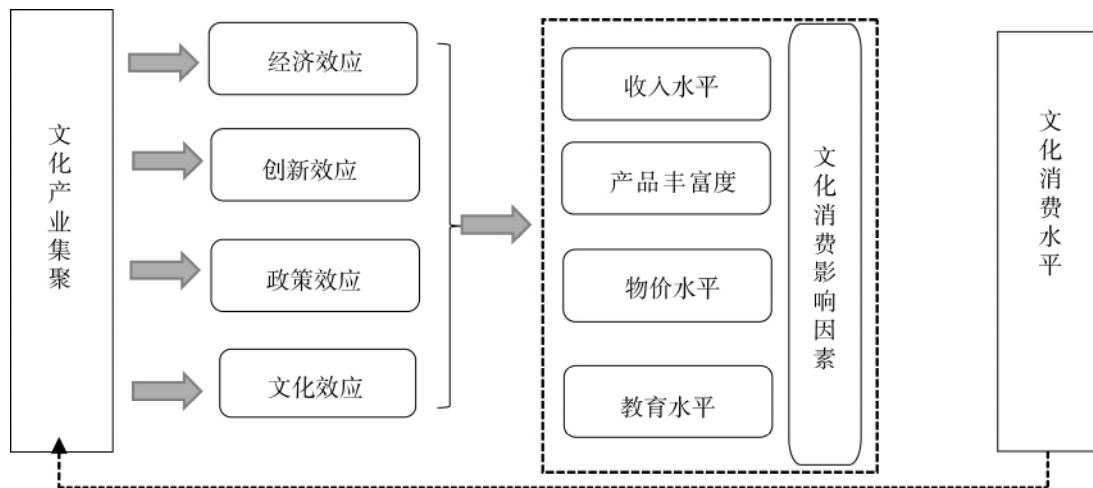 文化产业集聚
经济效应
创新效应
政策效应
文化效应
收入水平
产品丰富度
物价水平
教育水平
文化消费影响因素
文化消费水平